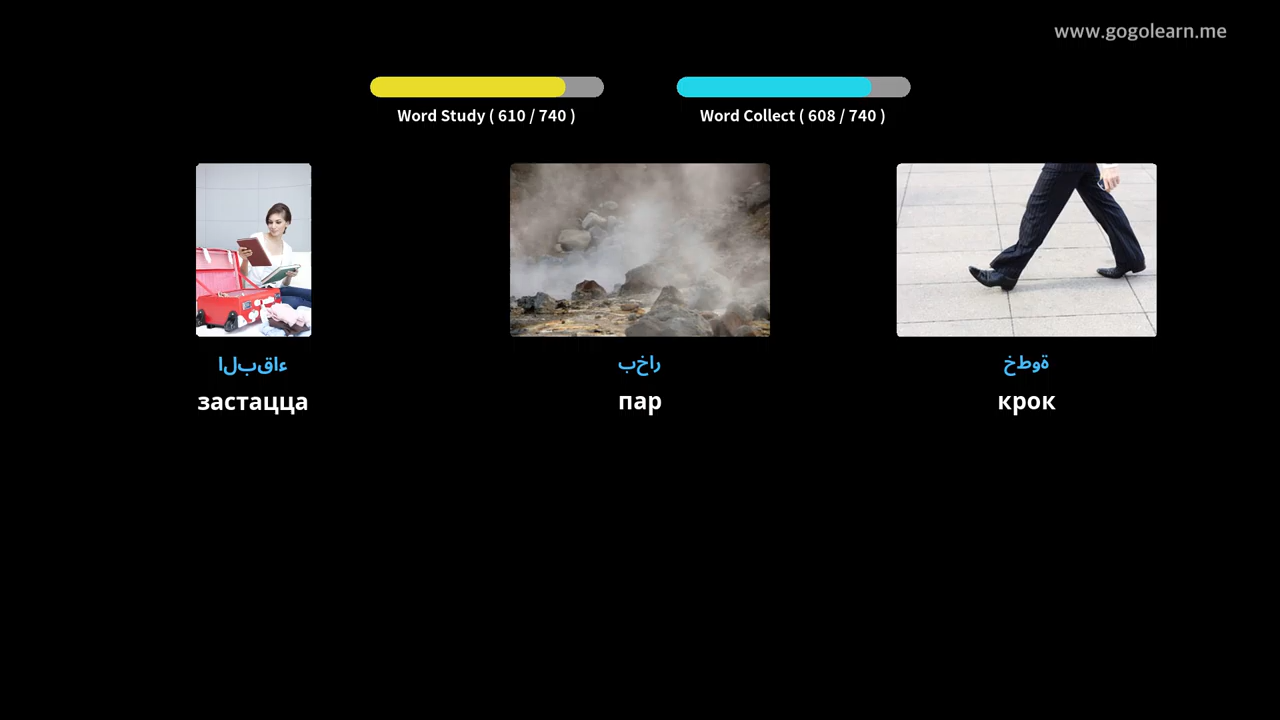 www.gogolearn.me
Word Study ( 610 / 740 )
Word Collect ( 608 / 740 )
البقاء
بخار
خطوة
застацца
пар
крок